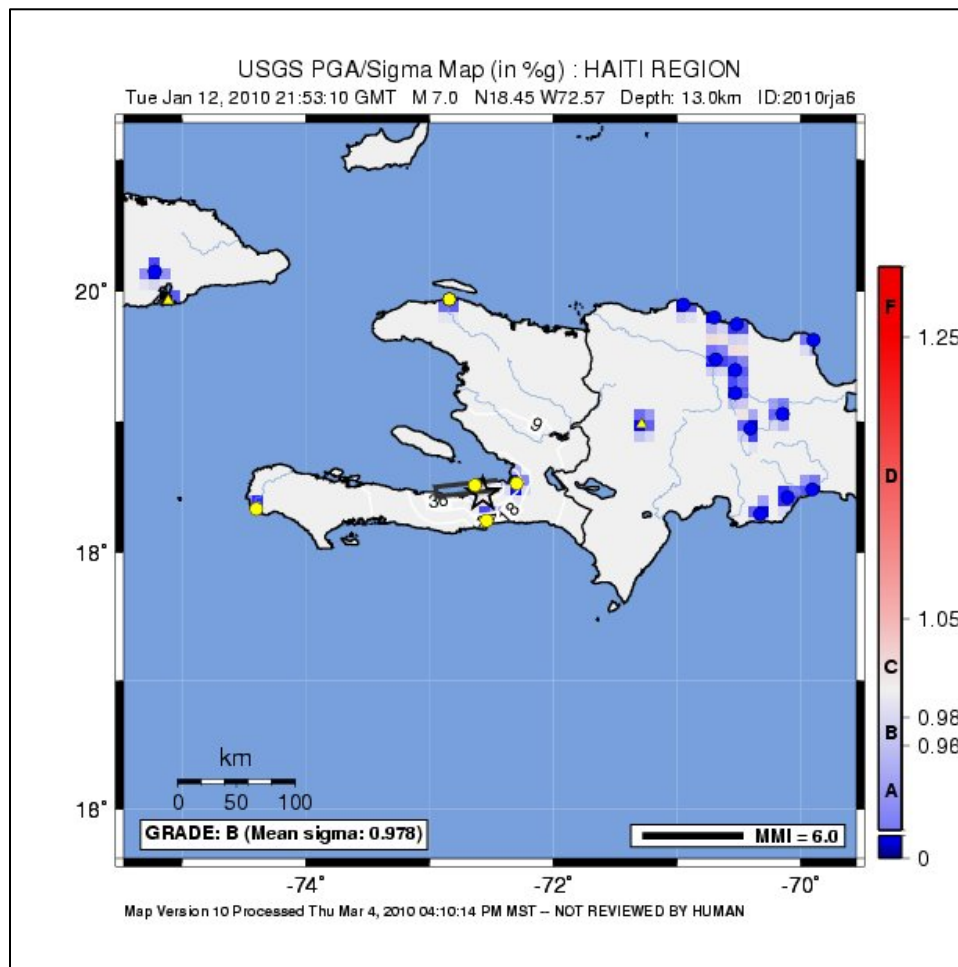 USGS PGA/Sigma Map (in %g) : HAITI REGION
Tue Jan 12, 2010 21:53:10 GMT M 7.0 N18.45 W72.57 Depth: 13.0km ID:2010rja6
20°
18°
18°
9
36
18
F
1.25
D
1.05
C
0.98
B
0.96
A
0
km
0 50 100
GRADE: B (Mean sigma: 0.978)
MMI = 6.0
-74° -72° -70°
Map Version 10 Processed Thu Mar 4, 2010 04:10:14 PM MST -- NOT REVIEWED BY HUMAN